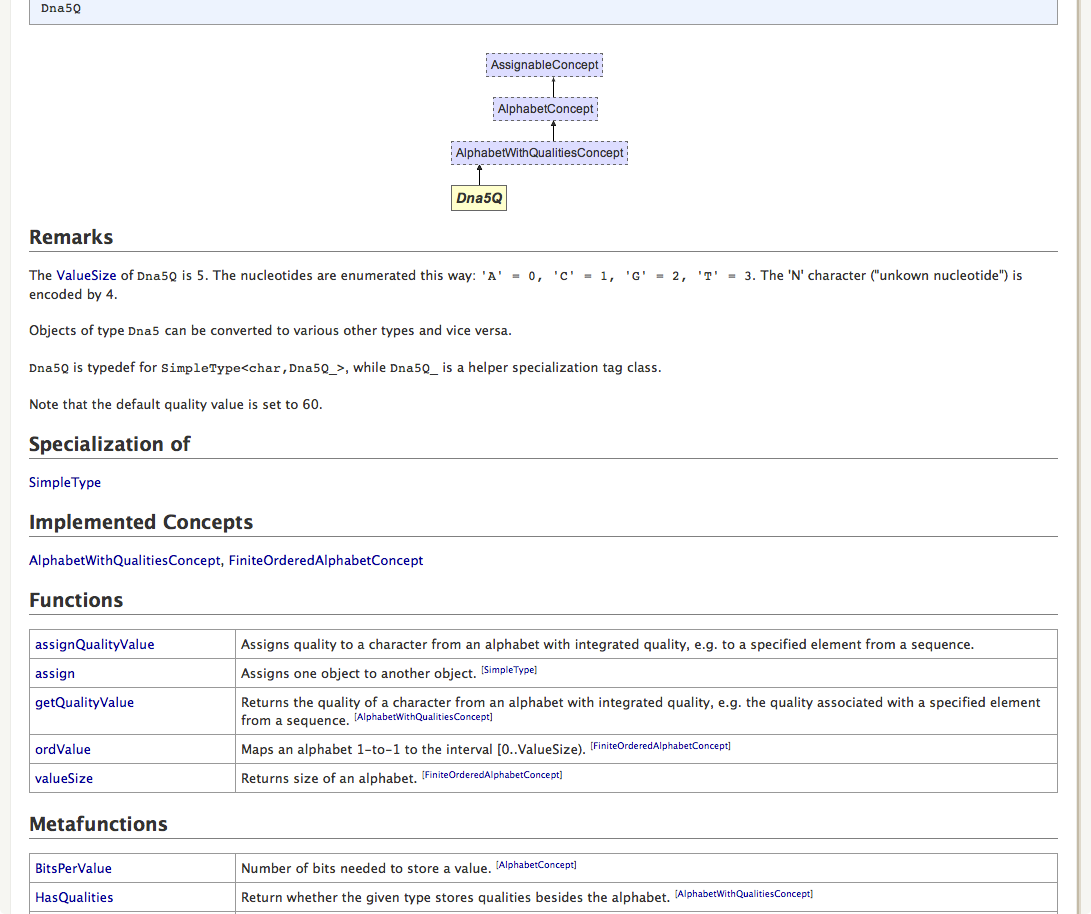 Dna5Q
AssignableConcept
AlphabetConcept
AlphabetWithQualitiesConcept
Dna5Q
Remarks
The ValueSize of Dna5Q is 5. The nucleotides are enumerated this way: 'A' = 0, 'C' = 1, 'G' = 2, 'T' = 3. The 'N' character ("unkown nucleotide") is
encoded by 4.
Objects of type Dna5 can be converted to various other types and vice versa.
Dna5Q is typedef for SimpleType<char,Dna5Q_>, while Dna5Q_ is a helper specialization tag class.
Note that the default quality value is set to 60.
Specialization of
SimpleType
Implemented Concepts
AlphabetWithQualitiesConcept, FiniteOrderedAlphabetConcept
Functions
assignQualityValue Assigns quality to a character from an alphabet with integrated quality, e.g. to a specified element from a sequence.
assign Assigns one object to another object. [SimpleType]
getQualityValue Returns the quality of a character from an alphabet with integrated quality, e.g. the quality associated with a specified element
from a sequence. [AlphabetWithQualitiesConcept]
ordValue Maps an alphabet 1-to-1 to the interval [0..ValueSize). [FiniteOrderedAlphabetConcept]
valueSize Returns size of an alphabet. [FiniteOrderedAlphabetConcept]
Metafunctions
BitsPerValue Number of bits needed to store a value. [AlphabetConcept]
HasQualities Return whether the given type stores qualities besides the alphabet. [AlphabetWithQualitiesConcept]